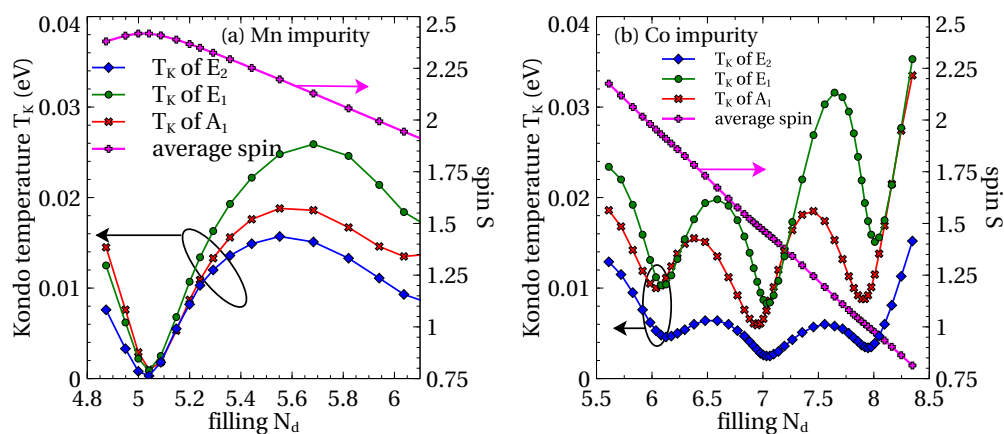 (a) Mn impurity
T_K of E_2
T_K of E_1
T_K of A_1
average spin
Kondo temperature T_K (eV)
0.04
0.03
0.02
0.01
0
4.8
5
5.2
5.4
5.6
5.8
6
filling N_d
2.5
2.25
2
1.75
1.5
1.25
1
0.75
spin S
(b) Co impurity
T_K of E_2
T_K of E_1
T_K of A_1
average spin
Kondo temperature T_K (eV)
0.04
0.03
0.02
0.01
0
5.5
6
6.5
7
7.5
8
8.5
filling N_d
2.5
2.25
2
1.75
1.5
1.25
1
0.75
spin S